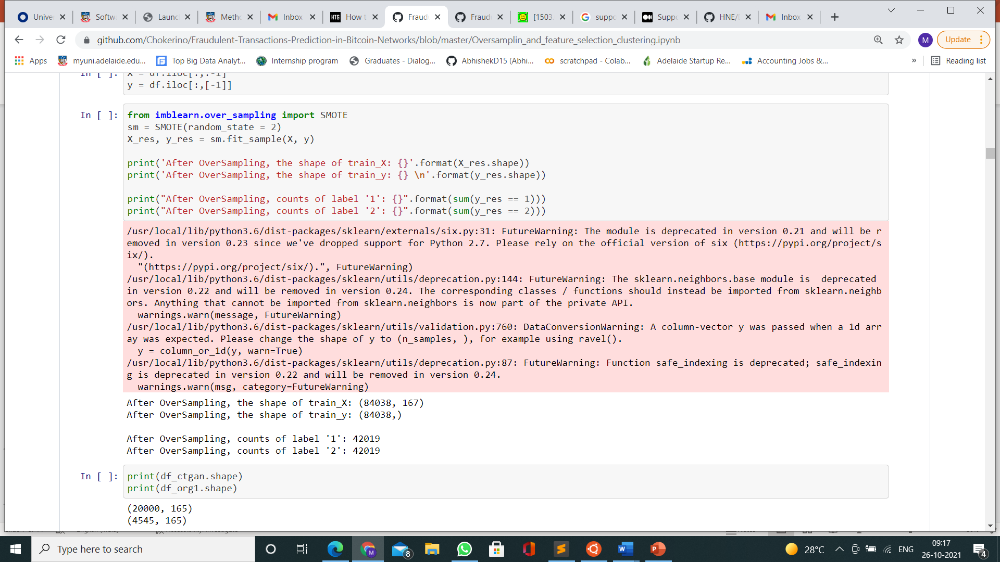 Unive
Softw
Launc
Metho
Inbox
HTG
How t
Fraud
Fraud
[1503.
suppo
Suppo
HNE/
Inbox
github.com/Chokerino/Fraudulent-Transactions-Prediction-in-Bitcoin-Networks/blob/master/Oversamplin_and_feature_selection_clustering.ipynb
M
Update
Apps
myuni.adelaide.edu...
Top Big Data Analyt...
Internship program
Graduates - Dialog...
AbhishekD15 (Abhi...
scratchpad - Colab...
Adelaide Startup Re...
Accounting Jobs &...
»
Reading list
In [ ]:
X = df.iloc[:,:-1]
y = df.iloc[:,[-1]]
In [ ]:
from imblearn.over_sampling import SMOTE
sm = SMOTE(random_state = 2)
X_res, y_res = sm.fit_sample(X, y)
print('After OverSampling, the shape of train_X: {}'.format(X_res.shape))
print('After OverSampling, the shape of train_y: {} \n'.format(y_res.shape))
print("After OverSampling, counts of label '1': {}".format(sum(y_res == 1)))
print("After OverSampling, counts of label '2': {}".format(sum(y_res == 2)))
/usr/local/lib/python3.6/dist-packages/sklearn/externals/six.py:31: FutureWarning: The module is deprecated in version 0.21 and will be r
emoved in version 0.23 since we've dropped support for Python 2.7. Please rely on the official version of six (https://pypi.org/project/s
ix/).
"(https://pypi.org/project/six/).", FutureWarning)
/usr/local/lib/python3.6/dist-packages/sklearn/utils/deprecation.py:144: FutureWarning: The sklearn.neighbors.base module is  deprecated
in version 0.22 and will be removed in version 0.24. The corresponding classes / functions should instead be imported from sklearn.neighb
ors. Anything that cannot be imported from sklearn.neighbors is now part of the private API.
warnings.warn(message, FutureWarning)
/usr/local/lib/python3.6/dist-packages/sklearn/utils/validation.py:760: DataConversionWarning: A column-vector y was passed when a 1d arr
ay was expected. Please change the shape of y to (n_samples, ), for example using ravel().
y = column_or_1d(y, warn=True)
/usr/local/lib/python3.6/dist-packages/sklearn/utils/deprecation.py:87: FutureWarning: Function safe_indexing is deprecated; safe_indexin
g is deprecated in version 0.22 and will be removed in version 0.24.
warnings.warn(msg, category=FutureWarning)
After OverSampling, the shape of train_X: (84038, 167)
After OverSampling, the shape of train_y: (84038,)
After OverSampling, counts of label '1': 42019
After OverSampling, counts of label '2': 42019
In [ ]:
print(df_ctgan.shape)
print(df_org1.shape)
(20000, 165)
(4545, 165)
Type here to search
M
8
28°C
ENG
09:17
26-10-2021
4